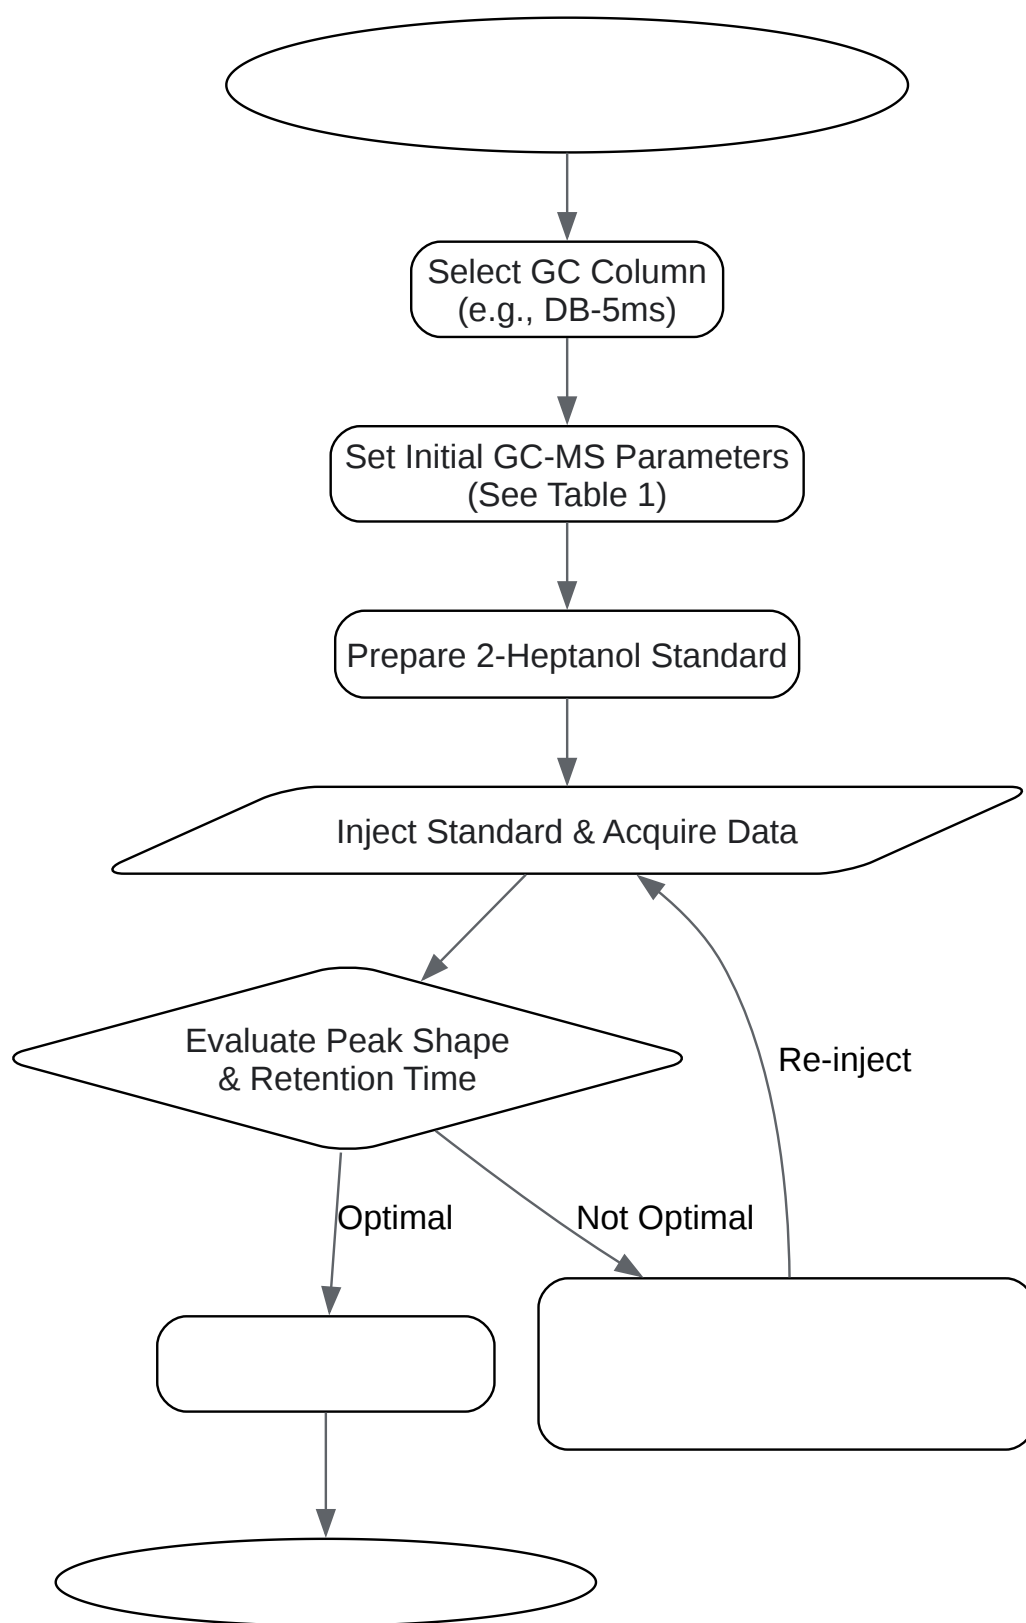 Select GC Column
(e.g., DB-5ms)
Set Initial GC-MS Parameters
(See Table 1)
Prepare 2-Heptanol Standard
Inject Standard & Acquire Data
Evaluate Peak Shape
& Retention Time
Re-inject
Optimal
Not Optimal